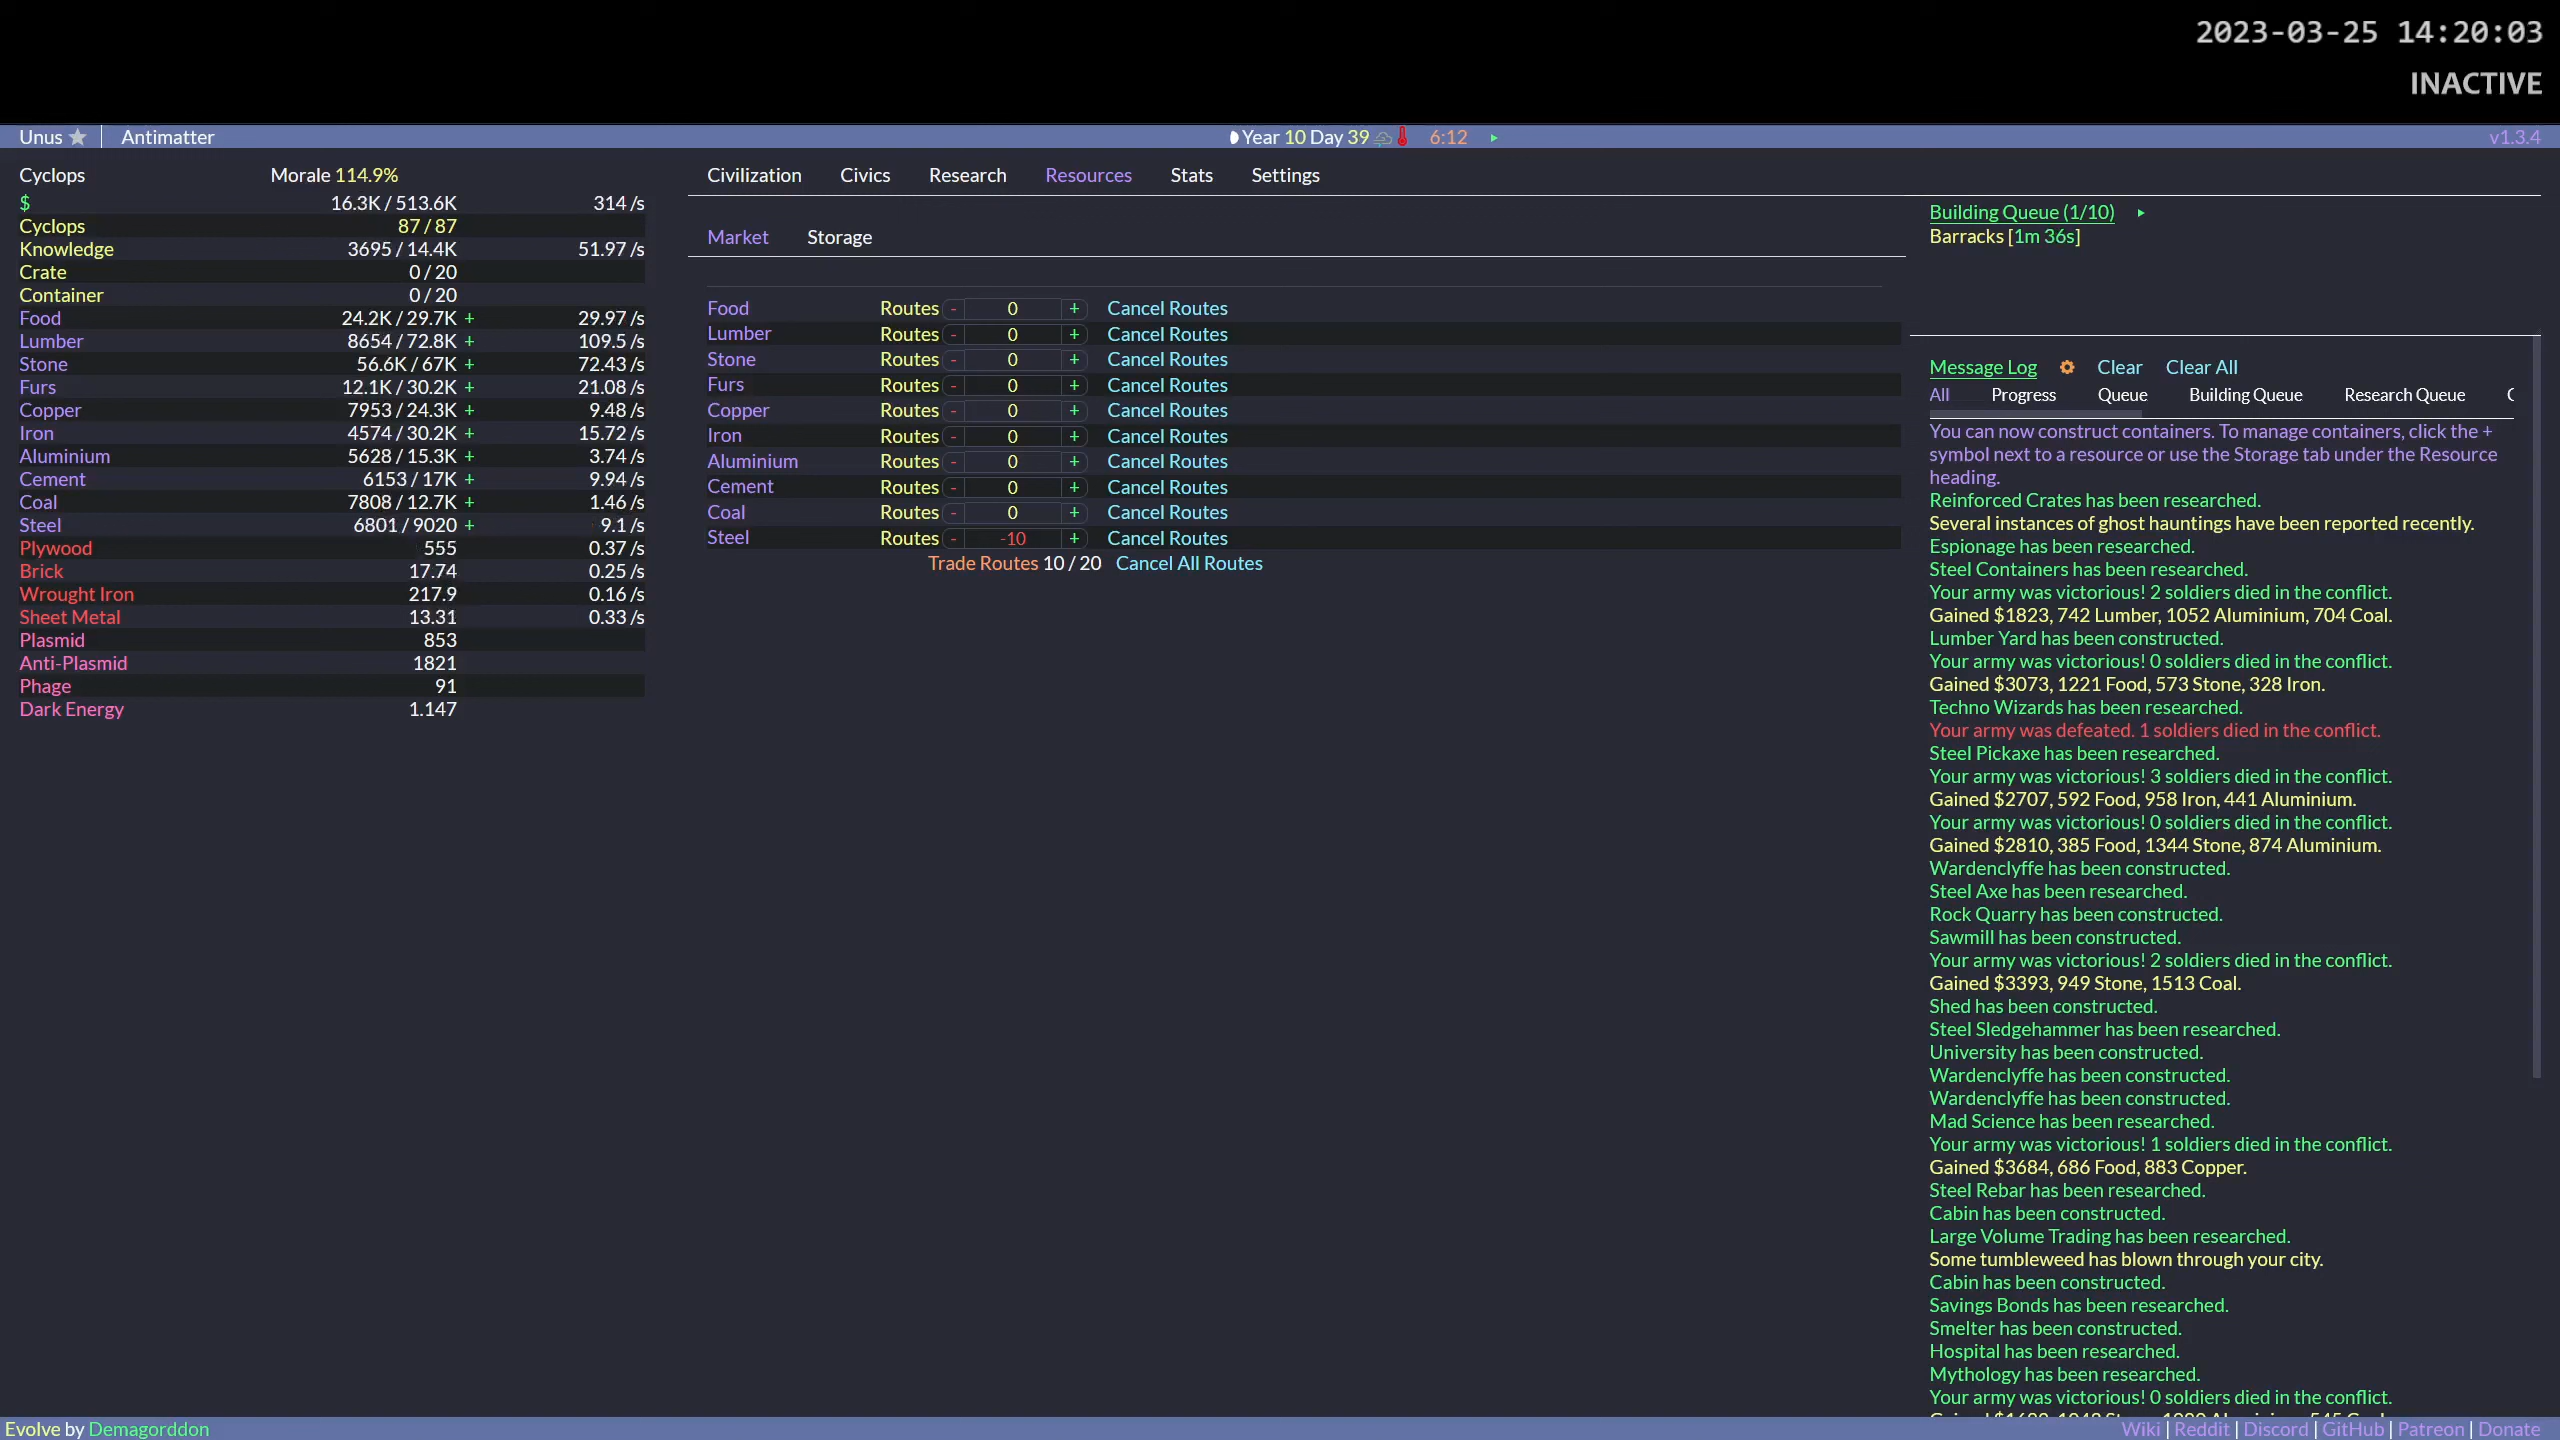 2023-03-25 14:20:03
INACTIVE
Unus | Antimatter Year 10 Day 39 6:12 v1.3.4
Cyclops Morale 114.9%
$ 16.3K / 513.6K 314 /s
Cyclops 87 / 87
Knowledge 3695 / 14.4K 51.97 /s
Crate 0 / 20
Container 0 / 20
Food 24.2K / 29.7K + 29.97 /s
Lumber 8654 / 72.8K + 109.5 /s
Stone 56.6K / 67K + 72.43 /s
Furs 12.1K / 30.2K + 21.08 /s
Copper 7953 / 24.3K + 9.48 /s
Iron 4574 / 30.2K + 15.72 /s
Aluminium 5628 / 15.3K + 3.74 /s
Cement 6153 / 17K + 9.94 /s
Coal 7808 / 12.7K + 1.46 /s
Steel 6801 / 9020 + 9.1 /s
Plywood 555 0.37 /s
Brick 17.74 0.25 /s
Wrought Iron 217.9 0.16 /s
Sheet Metal 13.31 0.33 /s
Plasmid 853
Anti-Plasmid 1821
Phage 91
Dark Energy 1.147
Civilization Civics Research Resources Stats Settings
Market Storage
Food Routes - 0 + Cancel Routes
Lumber Routes - 0 + Cancel Routes
Stone Routes - 0 + Cancel Routes
Furs Routes - 0 + Cancel Routes
Copper Routes - 0 + Cancel Routes
Iron Routes - 0 + Cancel Routes
Aluminium Routes - 0 + Cancel Routes
Cement Routes - 0 + Cancel Routes
Coal Routes - 0 + Cancel Routes
Steel Routes - -10 + Cancel Routes
Trade Routes 10 / 20 Cancel All Routes
Building Queue (1/10)
Barracks [1m 36s]
Message Log Clear Clear All
All Progress Queue Building Queue Research Queue
You can now construct containers. To manage containers, click the +
symbol next to a resource or use the Storage tab under the Resource
heading.
Reinforced Crates has been researched.
Several instances of ghost hauntings have been reported recently.
Espionage has been researched.
Steel Containers has been researched.
Your army was victorious! 2 soldiers died in the conflict.
Gained $1823, 742 Lumber, 1052 Aluminium, 704 Coal.
Lumber Yard has been constructed.
Your army was victorious! 0 soldiers died in the conflict.
Gained $3073, 1221 Food, 573 Stone, 328 Iron.
Techno Wizards has been researched.
Your army was defeated. 1 soldiers died in the conflict.
Steel Pickaxe has been researched.
Your army was victorious! 3 soldiers died in the conflict.
Gained $2707, 592 Food, 958 Iron, 441 Aluminium.
Your army was victorious! 0 soldiers died in the conflict.
Gained $2810, 385 Food, 1344 Stone, 874 Aluminium.
Wardenclyffe has been constructed.
Steel Axe has been researched.
Rock Quarry has been constructed.
Sawmill has been constructed.
Your army was victorious! 2 soldiers died in the conflict.
Gained $3393, 949 Stone, 1513 Coal.
Shed has been constructed.
Steel Sledgehammer has been researched.
University has been constructed.
Wardenclyffe has been constructed.
Wardenclyffe has been constructed.
Mad Science has been researched.
Your army was victorious! 1 soldiers died in the conflict.
Gained $3684, 686 Food, 883 Copper.
Steel Rebar has been researched.
Cabin has been constructed.
Large Volume Trading has been researched.
Some tumbleweed has blown through your city.
Cabin has been constructed.
Savings Bonds has been researched.
Smelter has been constructed.
Hospital has been researched.
Mythology has been researched.
Your army was victorious! 0 soldiers died in the conflict.
Evolve by Demagorddon Wiki | Reddit | Discord | GitHub | Patreon | Donate